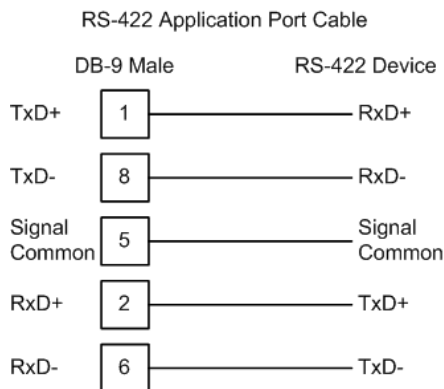 RS-422 Application Port Cable
DB-9 Male RS-422 Device
TxD+ 1 RxD+
TxD- 8 RxD-
Signal Common 5 Signal Common
RxD+ 2 TxD+
RxD- 6 TxD-